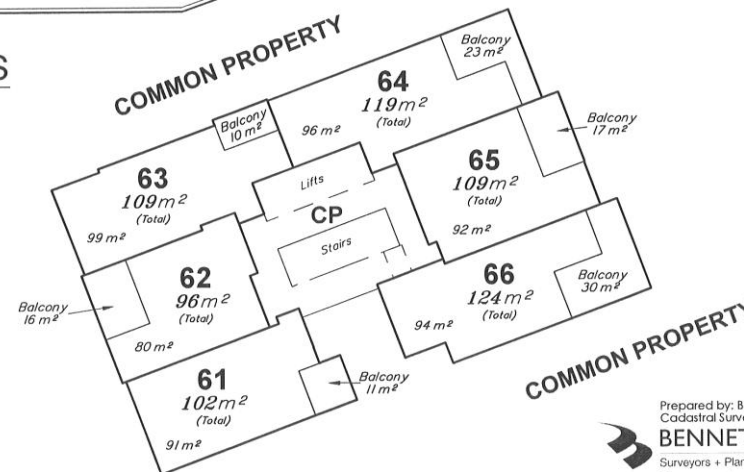 S
COMMON PROPERTY
Balcony
23 m²
64
119m²
(Total)
96 m²
Balcony
10 m²
Balcony
17 m²
65
109m²
(Total)
92 m²
63
109m²
(Total)
99 m²
Lifts
CP
Stairs
62
96m²
(Total)
80 m²
Balcony
16 m²
66
124m²
(Total)
94 m²
Balcony
30 m²
61
102m²
(Total)
91 m²
Balcony
11 m²
COMMON PROPERTY
Prepared by: B
Cadastral Surve
BENNET
Surveyors + Plan